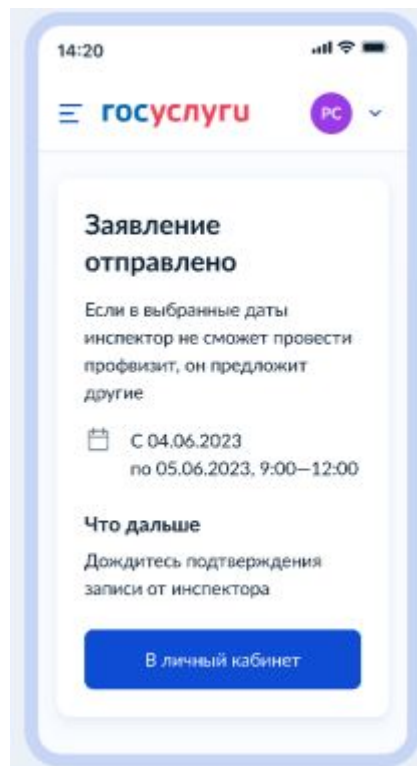 14:20
госуслуги
РС
Заявление
отправлено
Если в выбранные даты
инспектор не сможет провести
профвизит, он предложит
другие
С 04.06.2023
по 05.06.2023, 9:00—12:00
Что дальше
Дождитесь подтверждения
записи от инспектора
В личный кабинет